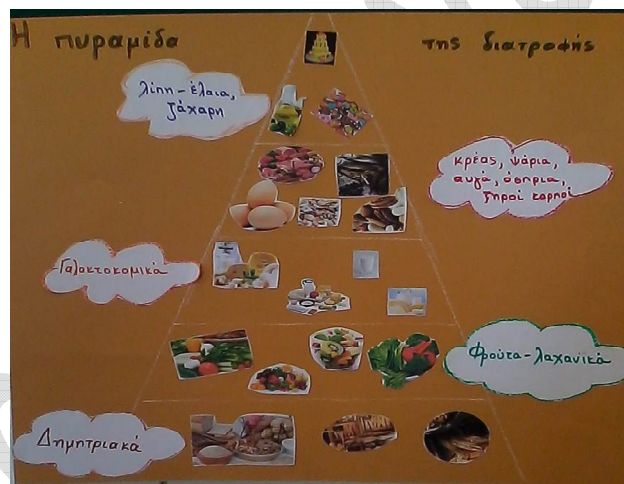 Η πυραμίδα της διατροφής
λίπη - έλαια,
ζάχαρη
κρέας, ψάρια,
αυγά, όσπρια,
ξηροί καρποί
Γαλακτοκομικά
Φρούτα - λαχανικά
Δημητριακά